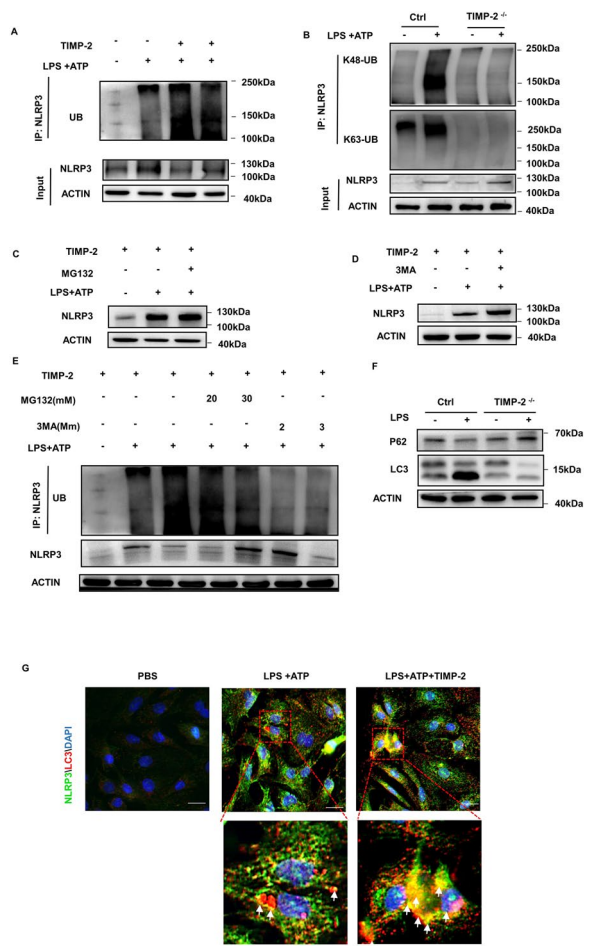 A
TIMP-2 - - + +
LPS +ATP - + + +
IP: NLRP3
UB
250kDa
150kDa
100kDa
Input
NLRP3
130kDa
100kDa
ACTIN
40kDa
B
Ctrl TIMP-2 -/-
LPS +ATP - + - +
IP: NLRP3
K48-UB
250kDa
150kDa
100kDa
K63-UB
250kDa
150kDa
100kDa
Input
NLRP3
130kDa
100kDa
ACTIN
40kDa
C
TIMP-2 + + +
MG132 - - +
LPS+ATP - + +
NLRP3
130kDa
100kDa
ACTIN
40kDa
D
TIMP-2 + + +
3MA - - +
LPS+ATP - + +
NLRP3
130kDa
100kDa
ACTIN
40kDa
E
TIMP-2 + + + + + + +
MG132(mM) - - - 20 30 - -
3MA(Mm) - - - - - 2 3
LPS+ATP - + + + + + +
IP: NLRP3
UB
NLRP3
ACTIN
F
Ctrl TIMP-2 -/-
LPS - + - +
P62
70kDa
LC3
15kDa
ACTIN
40kDa
G
PBS LPS +ATP LPS+ATP+TIMP-2
NLRP3\LC3\DAPI